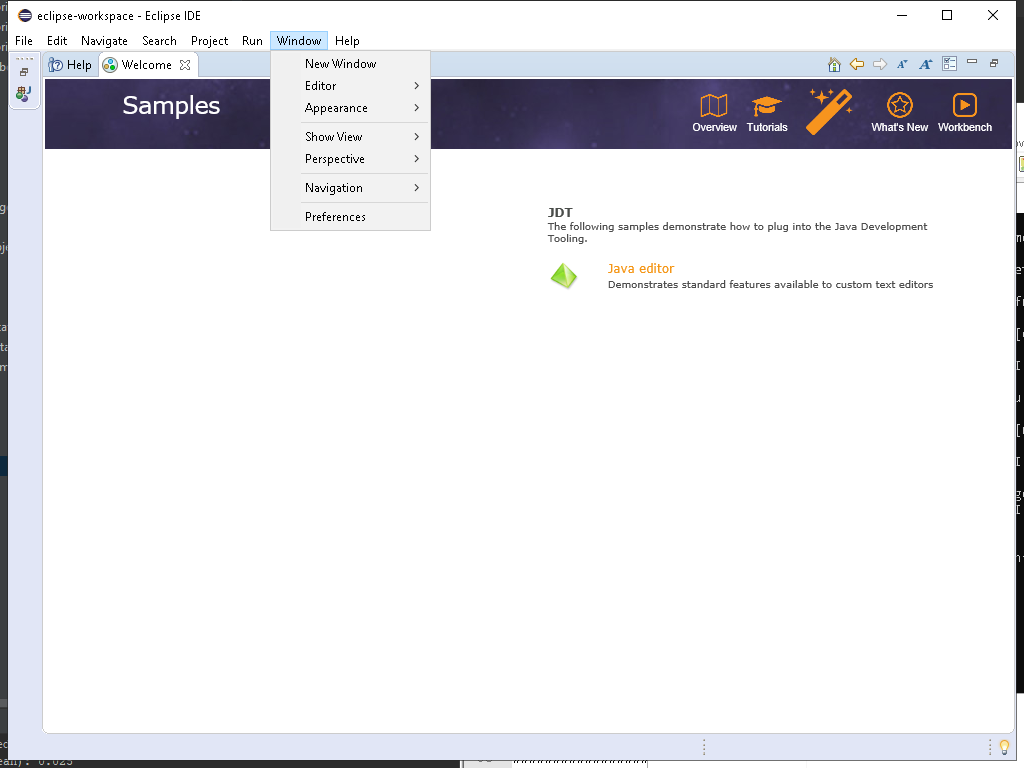 eclipse-workspace - Eclipse IDE
File Edit Navigate Search Project Run Window Help
Help Welcome
New Window
Editor
Appearance
Show View
Perspective
Navigation
Preferences
Samples
Overview Tutorials What's New Workbench
JDT
The following samples demonstrate how to plug into the Java Development
Tooling.
Java editor
Demonstrates standard features available to custom text editors